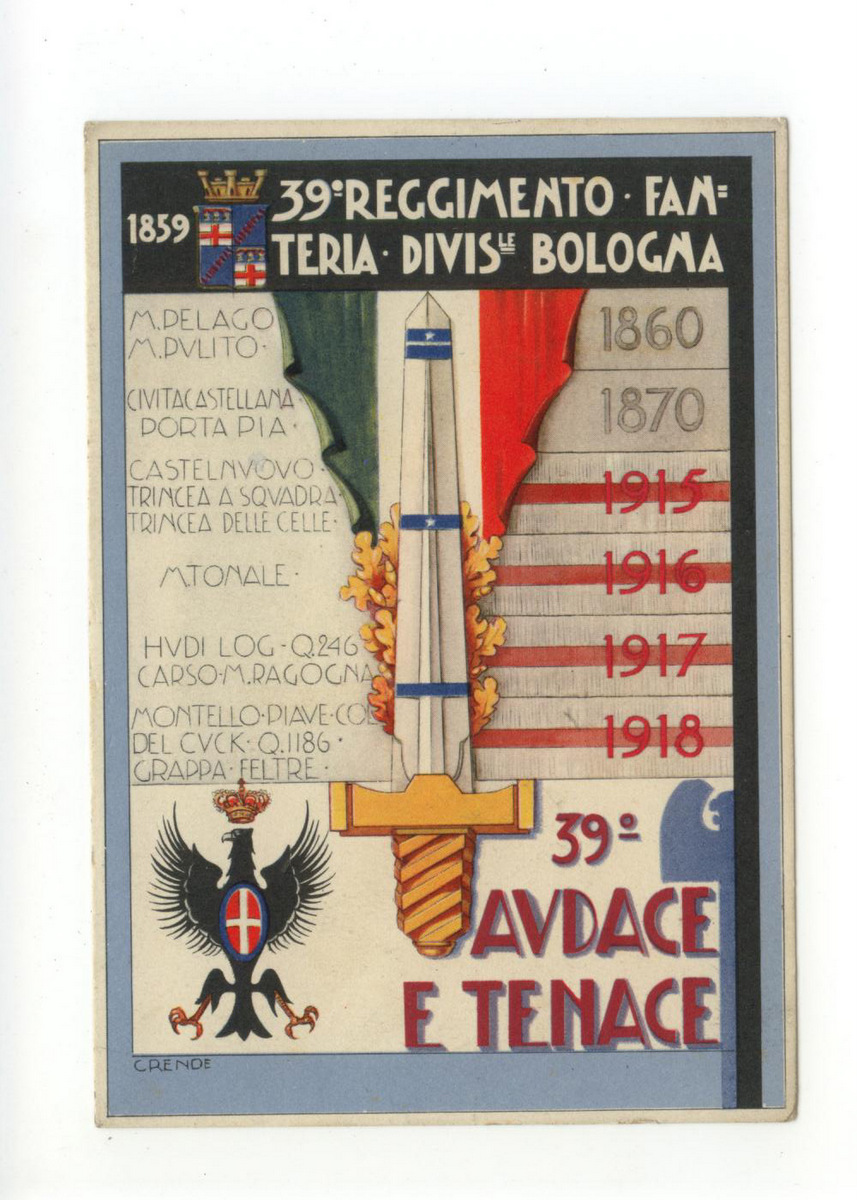 1859
39º REGGIMENTO · FAN=
TERIA · DIVISLE BOLOGNA
M. PELAGO
M. PVLITO ·
1860
CIVITACASTELLANA ·
PORTA PIA ·
1870
CASTELNVOVO ·
TRINCEA A SQVADRA
TRINCEA DELLE CELLE ·
1915
M. TONALE ·
1916
HVDI LOG - Q. 246
CARSO · M. RAGOGNA
1917
MONTELLO · PIAVE · COL
DEL CVCK · Q. 1186 ·
GRAPPA · FELTRE ·
1918
39º
AVDACE
E TENACE
CRENDE